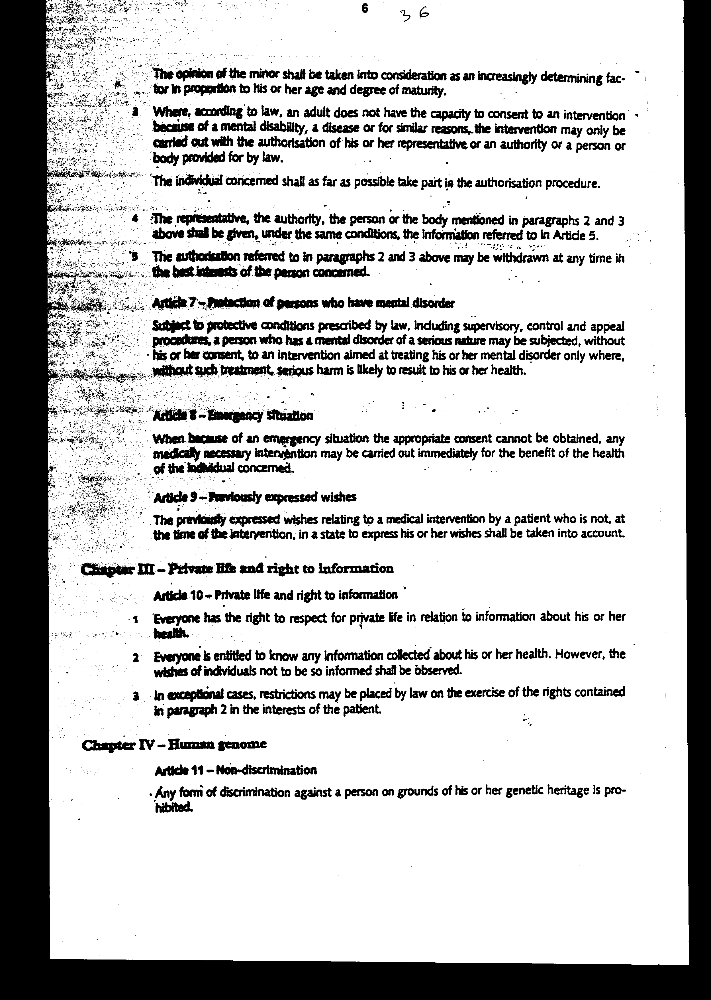 6
36
The opinion of the minor shall be taken into consideration as an increasingly determining fac-
tor in proportion to his or her age and degree of maturity.
3 Where, according to law, an adult does not have the capacity to consent to an intervention
because of a mental disability, a disease or for similar reasons, the intervention may only be
carried out with the authorisation of his or her representative or an authority or a person or
body provided for by law.
The individual concerned shall as far as possible take part in the authorisation procedure.
4 The representative, the authority, the person or the body mentioned in paragraphs 2 and 3
above shall be given, under the same conditions, the information referred to in Article 5.
5 The authorisation referred to in paragraphs 2 and 3 above may be withdrawn at any time in
the best interests of the person concerned.
Article 7 – Protection of persons who have mental disorder
Subject to protective conditions prescribed by law, including supervisory, control and appeal
procedures, a person who has a mental disorder of a serious nature may be subjected, without
his or her consent, to an intervention aimed at treating his or her mental disorder only where,
without such treatment, serious harm is likely to result to his or her health.
Article 8 – Emergency situation
When because of an emergency situation the appropriate consent cannot be obtained, any
medically necessary intervention may be carried out immediately for the benefit of the health
of the individual concerned.
Article 9 – Previously expressed wishes
The previously expressed wishes relating to a medical intervention by a patient who is not, at
the time of the intervention, in a state to express his or her wishes shall be taken into account.
Chapter III – Private life and right to information
Article 10 – Private life and right to information
1 Everyone has the right to respect for private life in relation to information about his or her
health.
2 Everyone is entitled to know any information collected about his or her health. However, the
wishes of individuals not to be so informed shall be observed.
3 In exceptional cases, restrictions may be placed by law on the exercise of the rights contained
in paragraph 2 in the interests of the patient.
Chapter IV – Human genome
Article 11 – Non-discrimination
Any form of discrimination against a person on grounds of his or her genetic heritage is pro-
hibited.